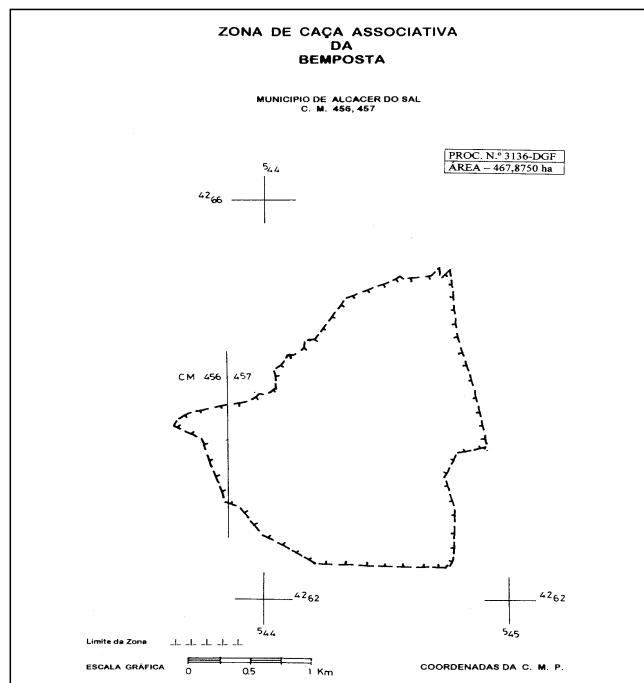 ZONA DE CAÇA ASSOCIATIVA
DA
BEMPOSTA
MUNICIPIO DE ALCACER DO SAL
C. M. 456, 457
PROC. N.º 3136-DGF
ÁREA – 467,8750 ha
544
4266
CM 456 457
4262
4262
544
545
Limite da Zona
ESCALA GRÁFICA
0 0,5 1 Km
COORDENADAS DA C. M. P.